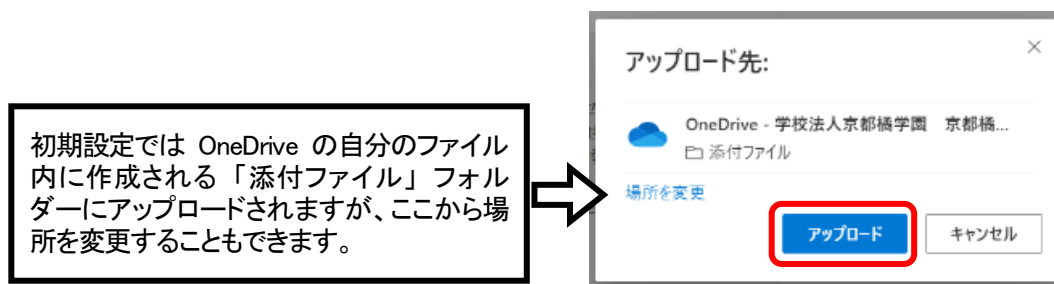 初期設定では OneDrive の自分のファイル
内に作成される「添付ファイル」フォル
ダーにアップロードされますが、ここから場
所を変更することもできます。
アップロード先:
OneDrive - 学校法人京都橘学園 京都橘...
添付ファイル
場所を変更
アップロード
キャンセル